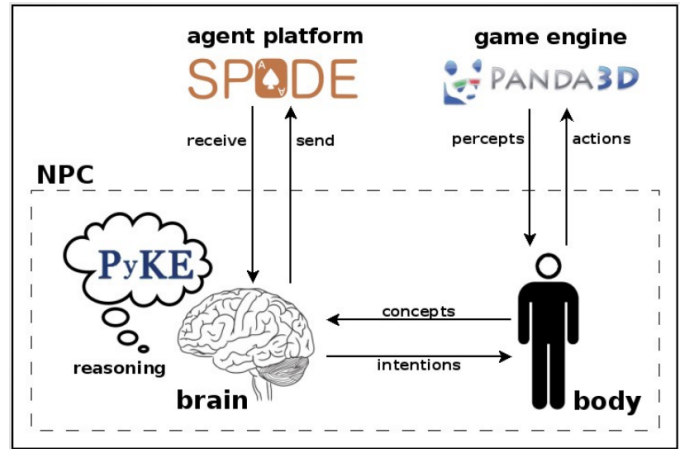 agent platform
SPADE
A
A
game engine
PANDA3D
receive
send
percepts
actions
NPC
PyKE
reasoning
brain
concepts
intentions
body